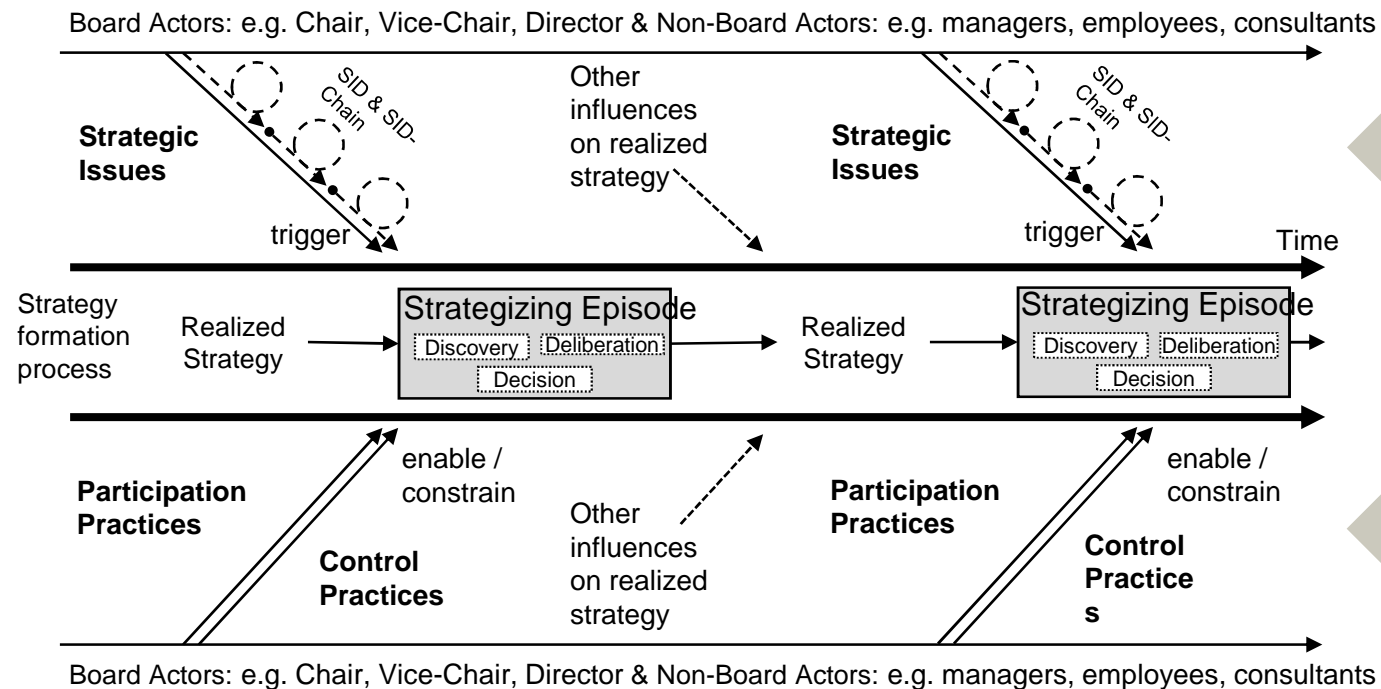 Board Actors: e.g. Chair, Vice-Chair, Director & Non-Board Actors: e.g. managers, employees, consultants
SID & SID-
Chain
Strategic
Issues
trigger
Other
influences
on realized
strategy
SID & SID-
Chain
Strategic
Issues
trigger
Time
Strategy
formation
process
Realized
Strategy
Strategizing Episode
Discovery
Deliberation
Decision
Realized
Strategy
Strategizing Episode
Discovery
Deliberation
Decision
Participation
Practices
enable /
constrain
Control
Practices
Other
influences
on realized
strategy
Participation
Practices
enable /
constrain
Control
Practice
s
Board Actors: e.g. Chair, Vice-Chair, Director & Non-Board Actors: e.g. managers, employees, consultants